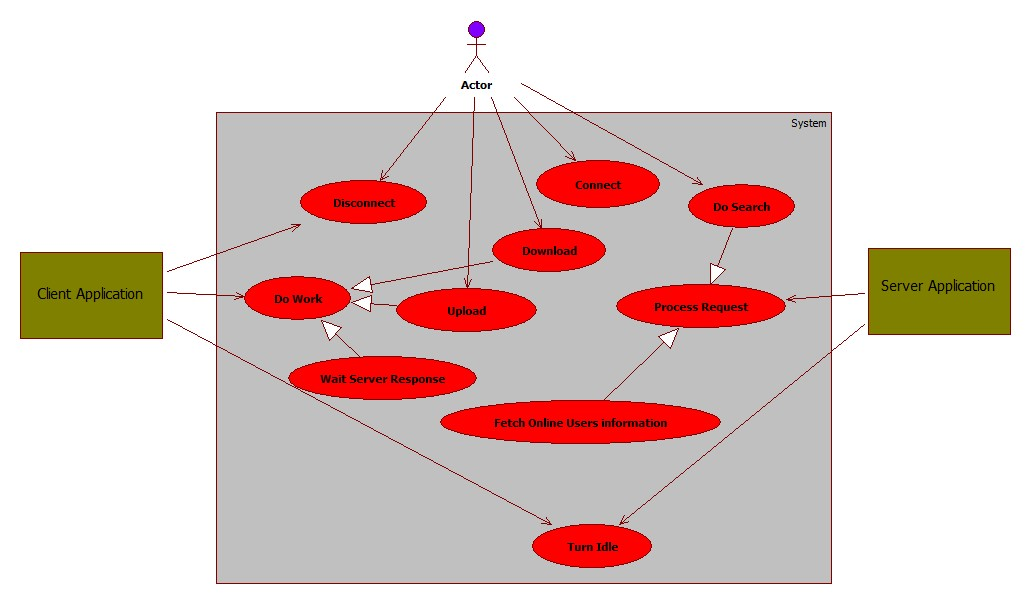 Actor
System
Connect
Disconnect
Do Search
Download
Server Application
Client Application
Do Work
Process Request
Upload
Wait Server Response
Fetch Online Users information
Turn Idle